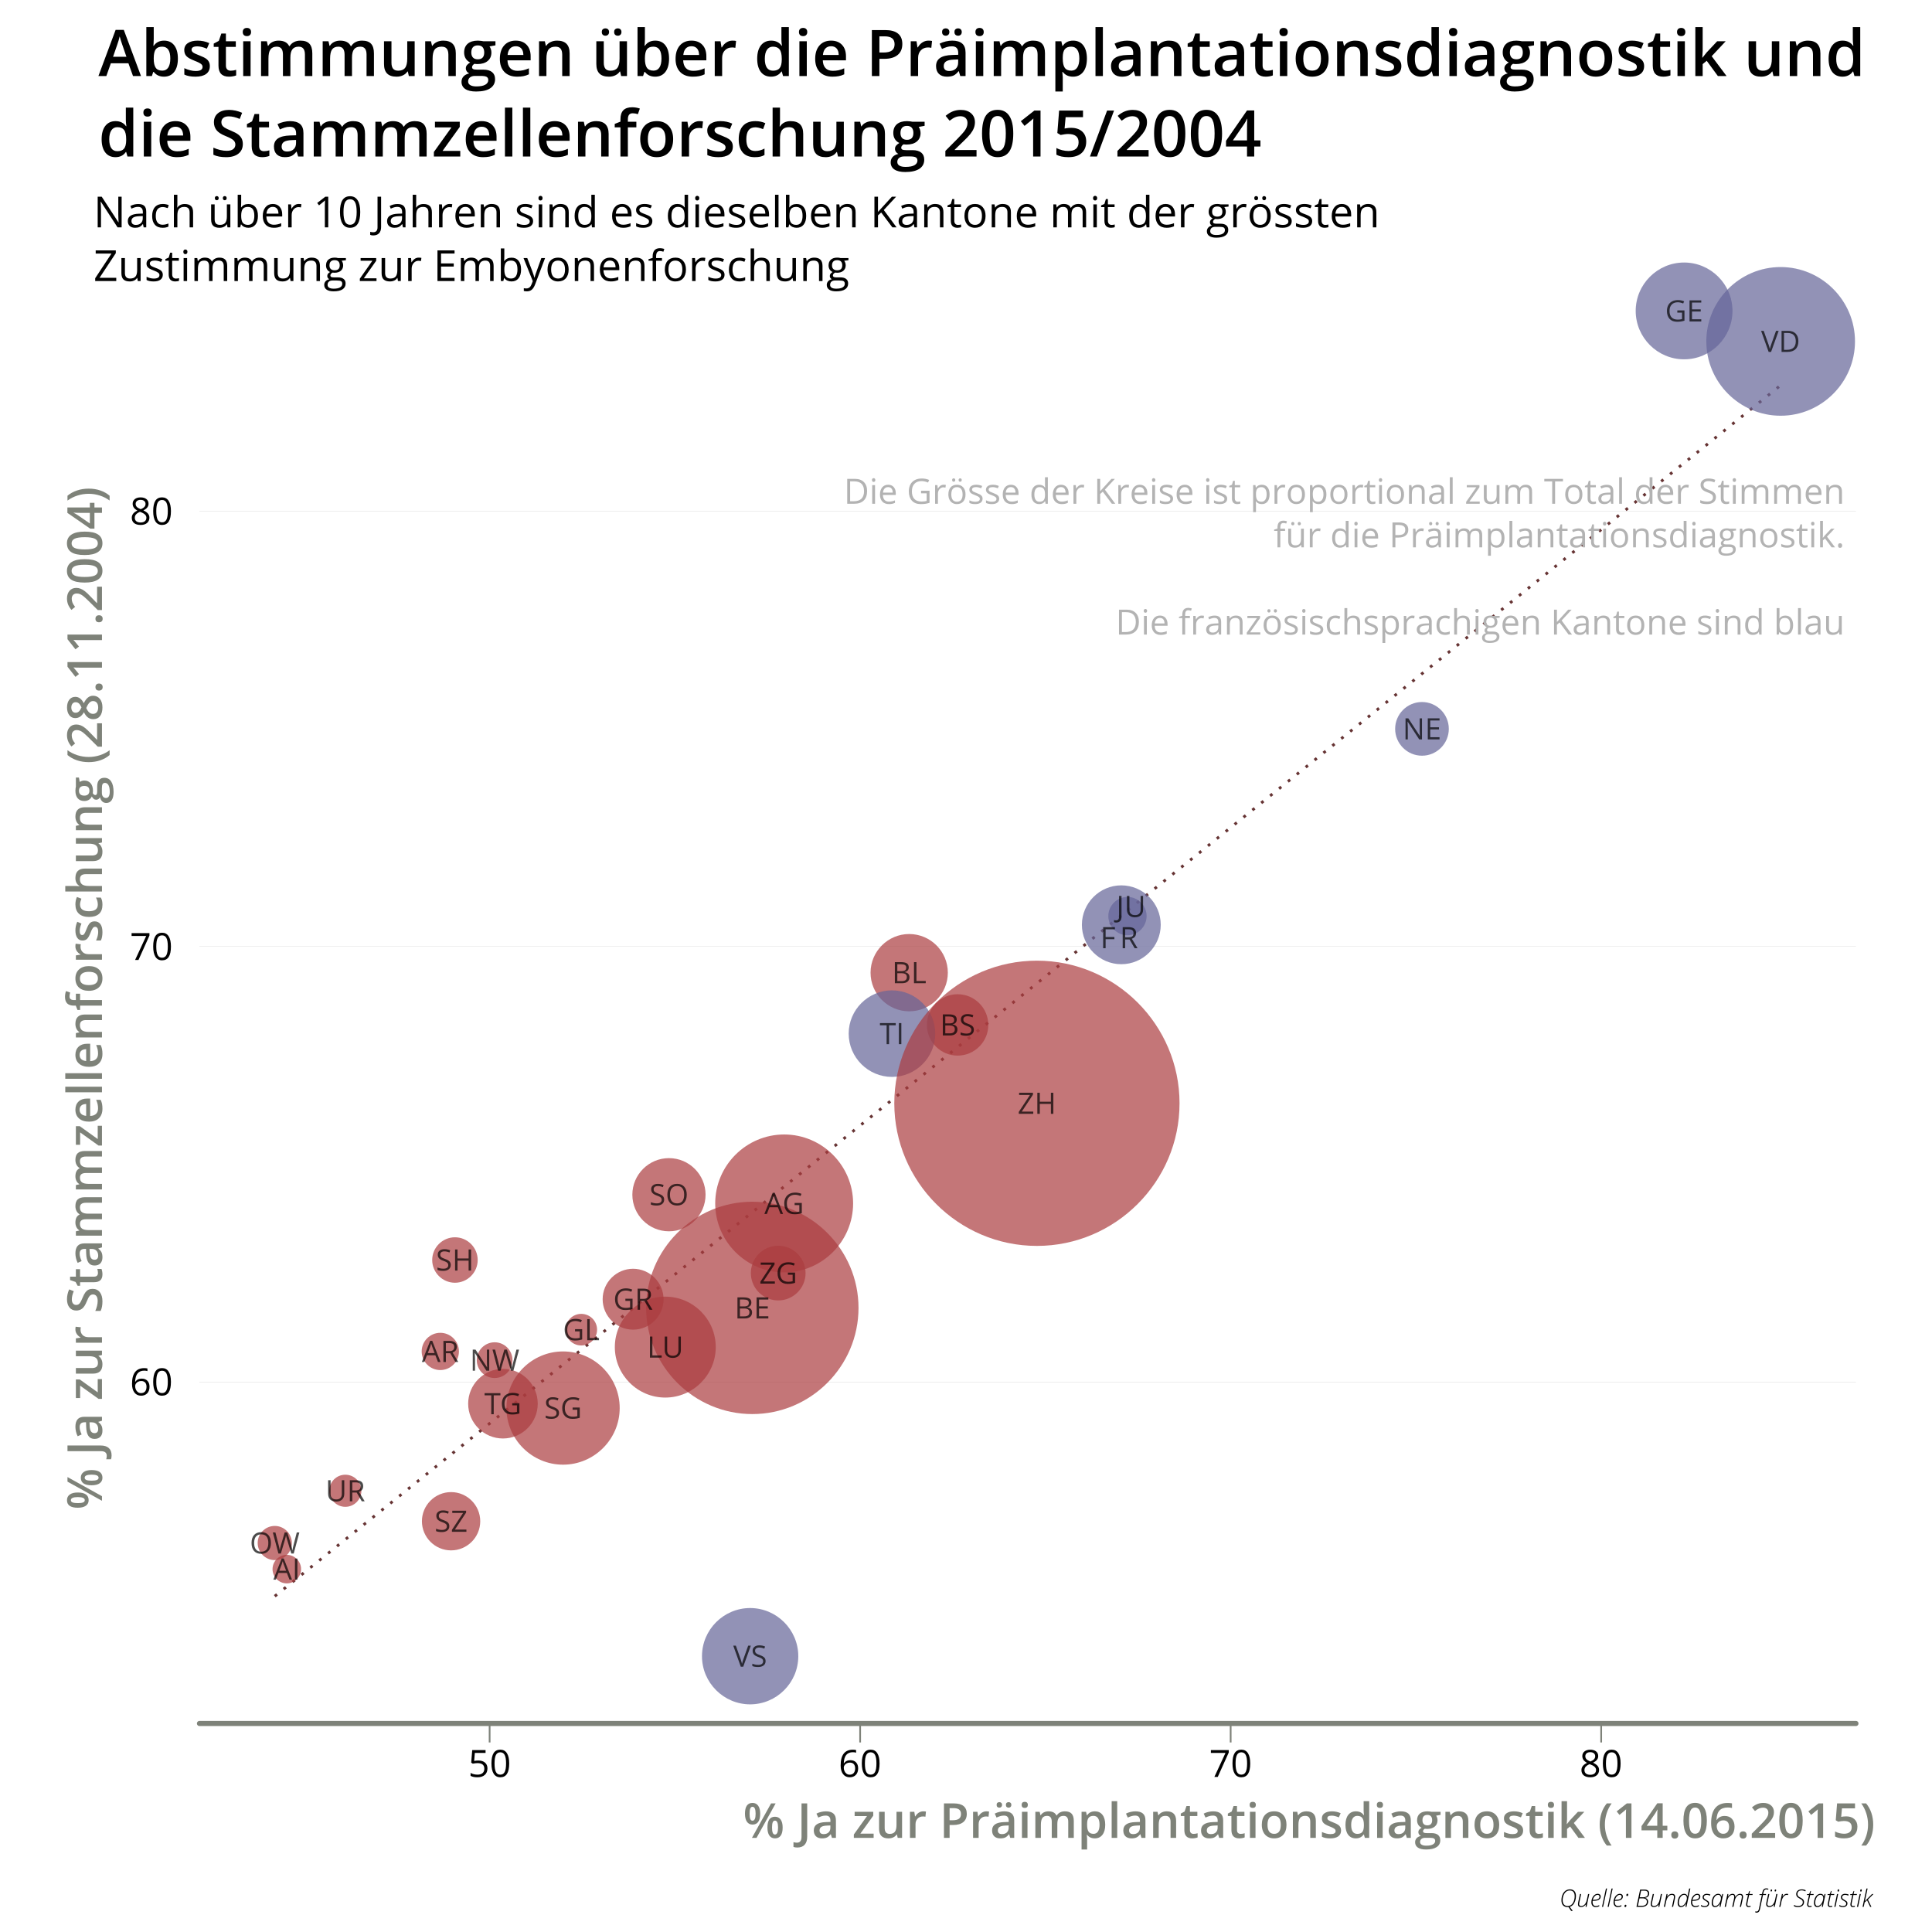 Abstimmungen über die Präimplantationsdiagnostik und
die Stammzellenforschung 2015/2004
Nach über 10 Jahren sind es dieselben Kantone mit der grössten
Zustimmung zur Embyonenforschung
GE
VD
Die Grösse der Kreise ist proportional zum Total der Stimmen
für die Präimplantationsdiagnostik.
Die französischsprachigen Kantone sind blau
% Ja zur Stammzellenforschung (28.11.2004)
80
70
60
NE
JU
FR
BL
BS
TI
ZH
SO
AG
SH
ZG
GR
BE
GL
LU
AR
NW
TG
SG
UR
SZ
OW
AI
VS
50
60
70
80
% Ja zur Präimplantationsdiagnostik (14.06.2015)
Quelle: Bundesamt für Statistik